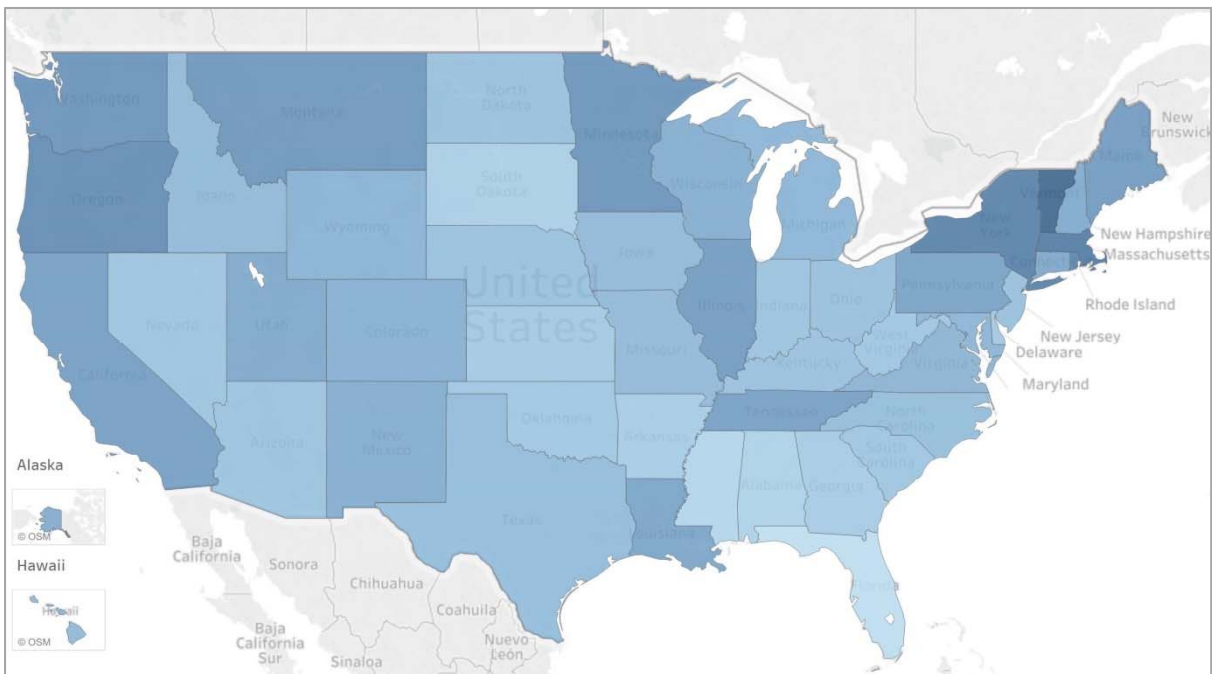 Washington
Montana
North
Dakota
Minnesota
New
Brunswick
Maine
Oregon
Idaho
South
Dakota
Wisconsin
Vermont
New
York
Wyoming
Michigan
New Hampshire
Massachusetts
Iowa
United
States
Nevada
Utah
Colorado
Illinois
Indiana
Ohio
Pennsylvania
Rhode Island
New Jersey
Delaware
Maryland
West
Virginia
Virginia
Missouri
Kentucky
California
Arizona
New
Mexico
Oklahoma
Arkansas
Tennessee
North
Carolina
South
Carolina
Alabama
Georgia
Texas
Louisiana
Florida
Alaska
© OSM
Hawaii
Hawaii
© OSM
Baja
California
Sonora
Chihuahua
Coahuila
Baja
California
Sur
Sinaloa
Nuevo
León